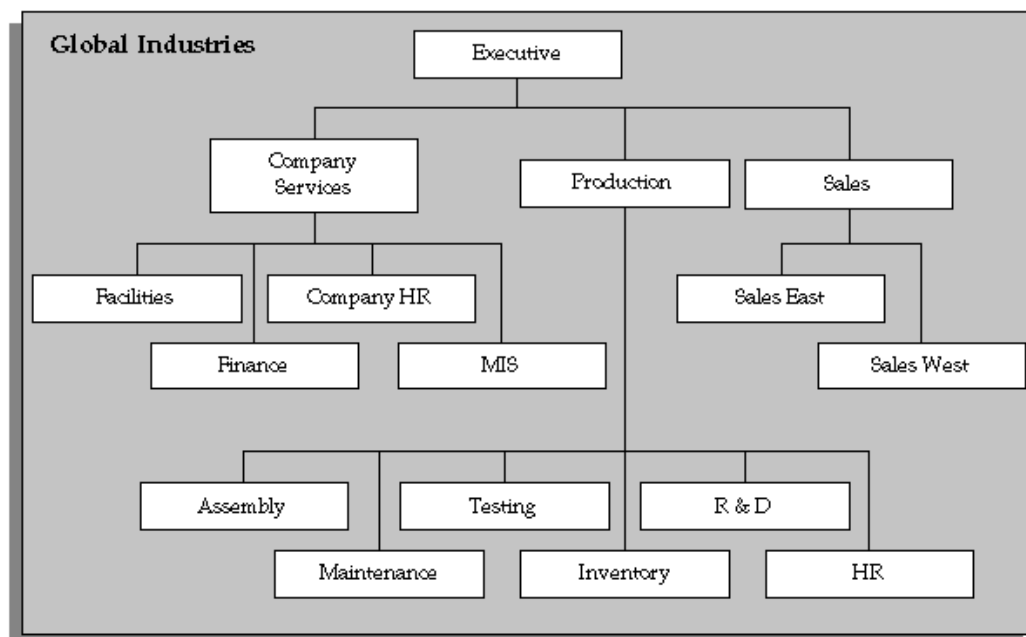 Global Industries
Executive
Company
Services
Production
Sales
Facilities
Company HR
Sales East
Finance
MIS
Sales West
Assembly
Testing
R & D
Maintenance
Inventory
HR